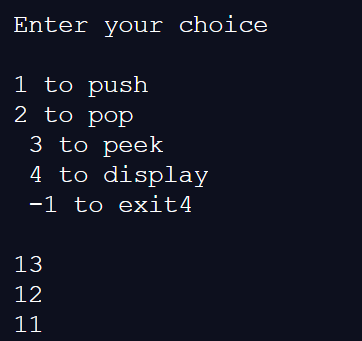 Enter your choice
1 to push
2 to pop
3 to peek
4 to display
-1 to exit4
13
12
11